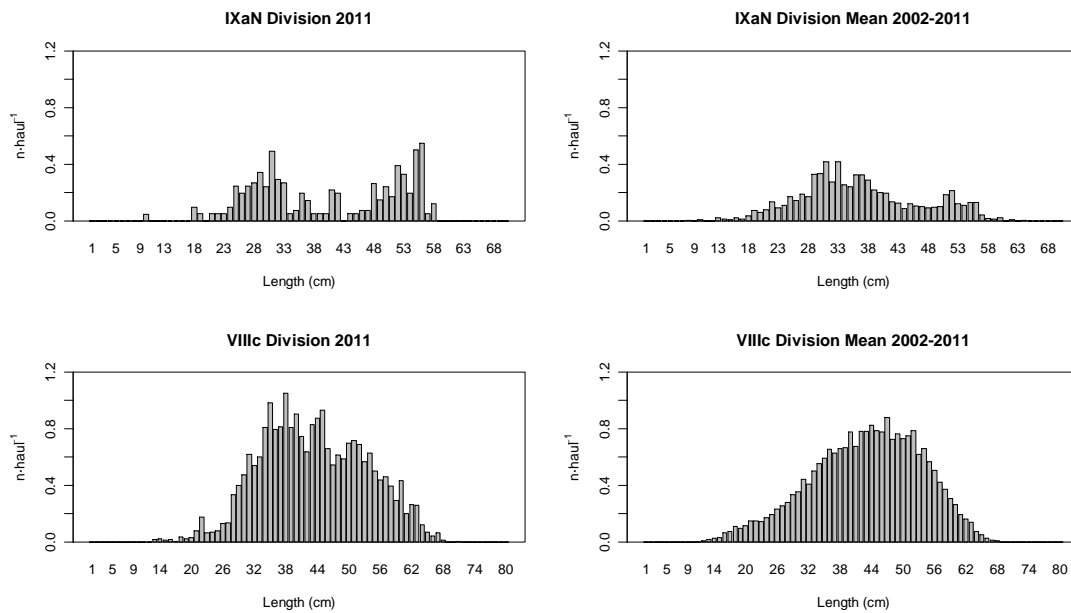 IXaN Division 2011
n·haul⁻¹
1.2
0.8
0.4
0.0
1 5 9 13 18 23 28 33 38 43 48 53 58 63 68
Length (cm)
IXaN Division Mean 2002-2011
n·haul⁻¹
1.2
0.8
0.4
0.0
1 5 9 13 18 23 28 33 38 43 48 53 58 63 68
Length (cm)
VIIIc Division 2011
n·haul⁻¹
1.2
0.8
0.4
0.0
1 5 9 14 20 26 32 38 44 50 56 62 68 74 80
Length (cm)
VIIIc Division Mean 2002-2011
n·haul⁻¹
1.2
0.8
0.4
0.0
1 5 9 14 20 26 32 38 44 50 56 62 68 74 80
Length (cm)